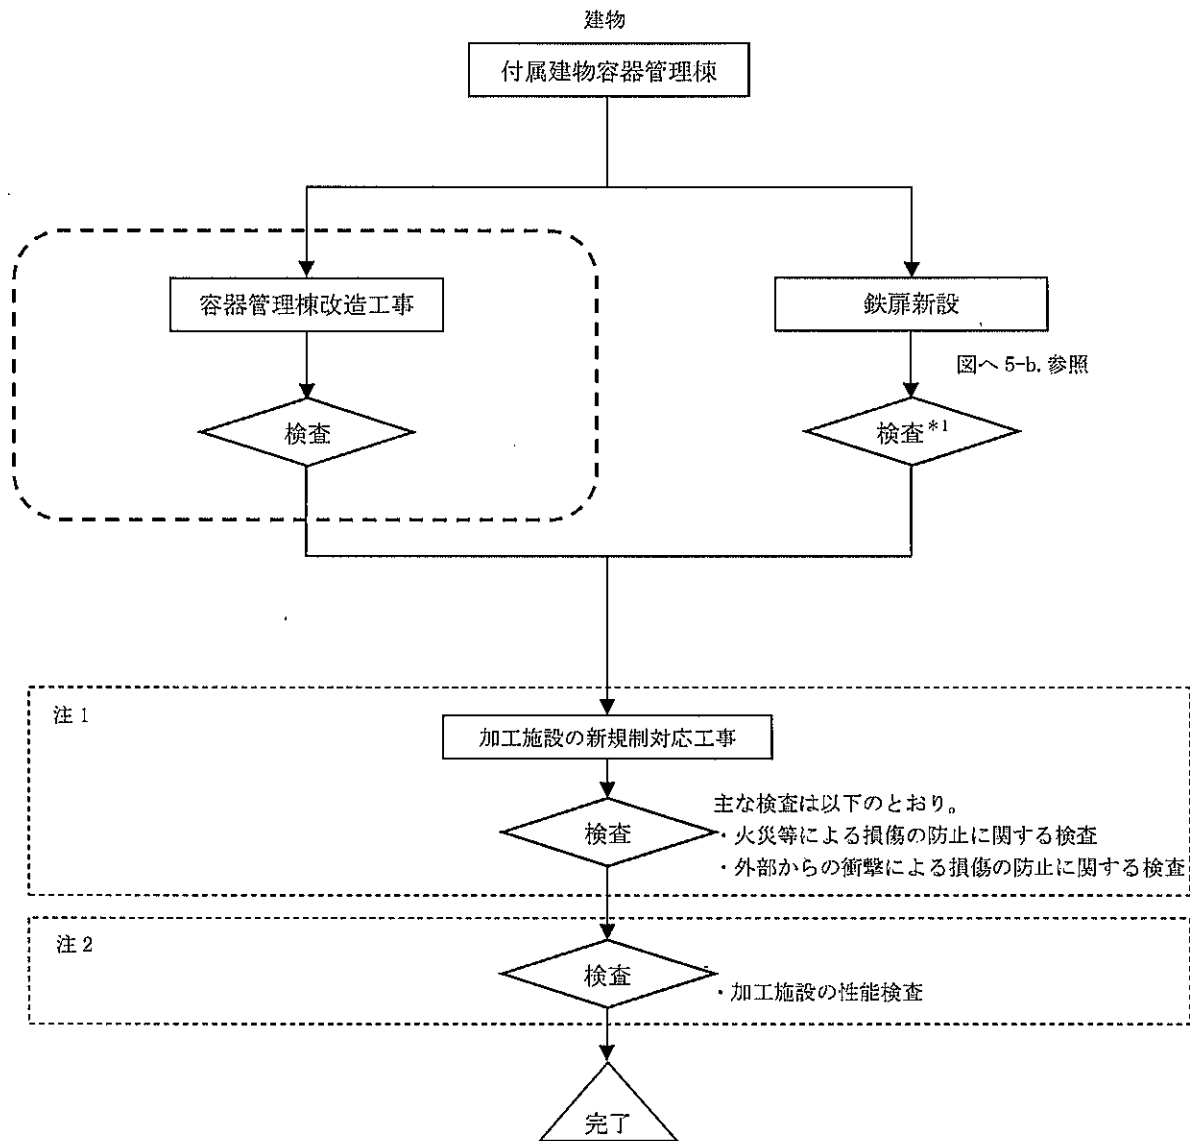 建物
付属建物容器管理棟
容器管理棟改造工事
鉄扉新設
図へ 5-b. 参照
検査
検査*1
注 1
加工施設の新規制対応工事
検査
主な検査は以下のとおり。
・火災等による損傷の防止に関する検査
・外部からの衝撃による損傷の防止に関する検査
注 2
検査
・加工施設の性能検査
完了